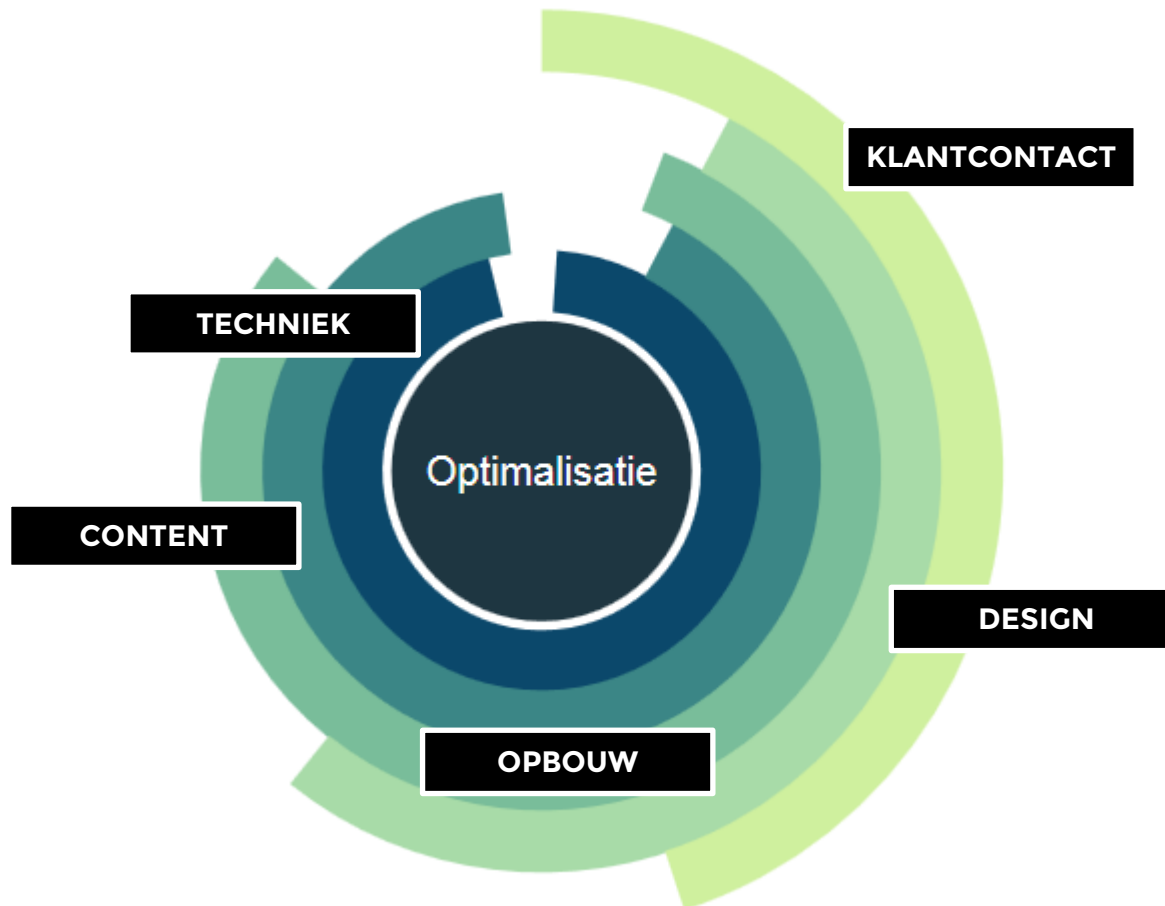 KLANTCONTACT
TECHNIEK
Optimalisatie
CONTENT
DESIGN
OPBOUW